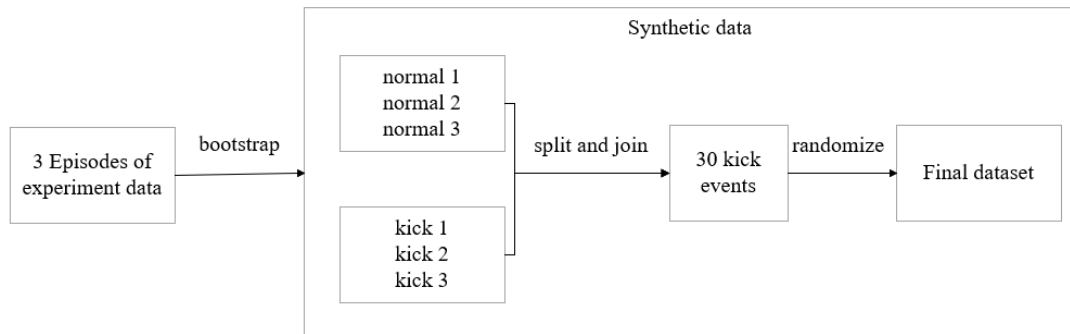 Synthetic data
3 Episodes of
experiment data
bootstrap
normal 1
normal 2
normal 3
kick 1
kick 2
kick 3
split and join
30 kick
events
randomize
Final dataset